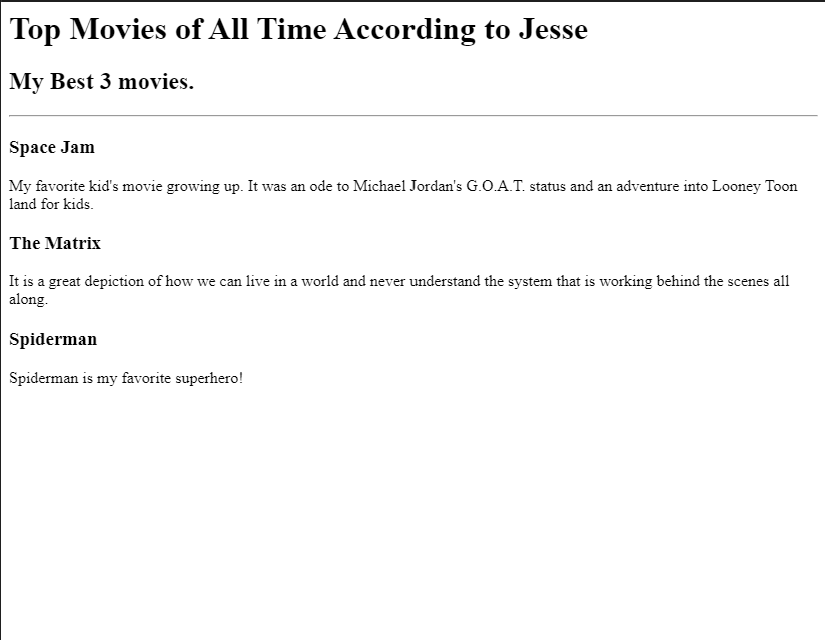 Top Movies of All Time According to Jesse
My Best 3 movies.
Space Jam
My favorite kid's movie growing up. It was an ode to Michael Jordan's G.O.A.T. status and an adventure into Looney Toon
land for kids.
The Matrix
It is a great depiction of how we can live in a world and never understand the system that is working behind the scenes all
along.
Spiderman
Spiderman is my favorite superhero!